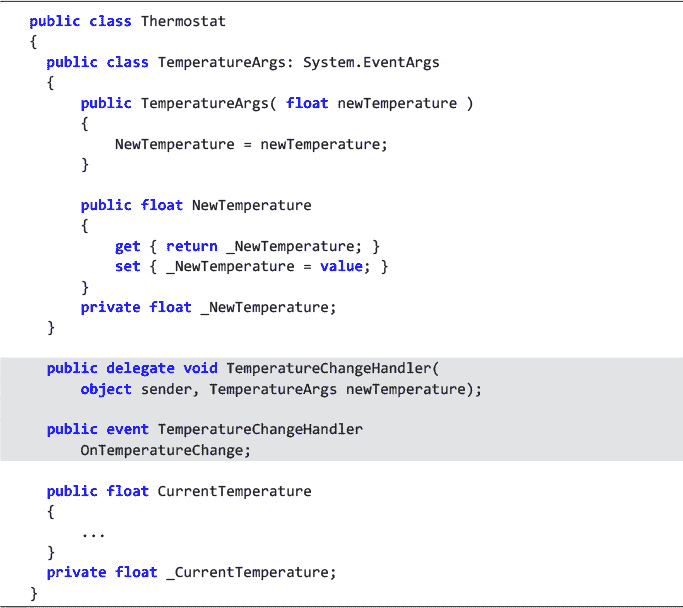 public class Thermostat
{
  public class TemperatureArgs: System.EventArgs
  {
      public TemperatureArgs( float newTemperature )
      {
          NewTemperature = newTemperature;
      }

      public float NewTemperature
      {
          get { return _NewTemperature; }
          set { _NewTemperature = value; }
      }
      private float _NewTemperature;
  }

  public delegate void TemperatureChangeHandler(
      object sender, TemperatureArgs newTemperature);

  public event TemperatureChangeHandler
      OnTemperatureChange;

  public float CurrentTemperature
  {
      ...
  }
  private float _CurrentTemperature;
}